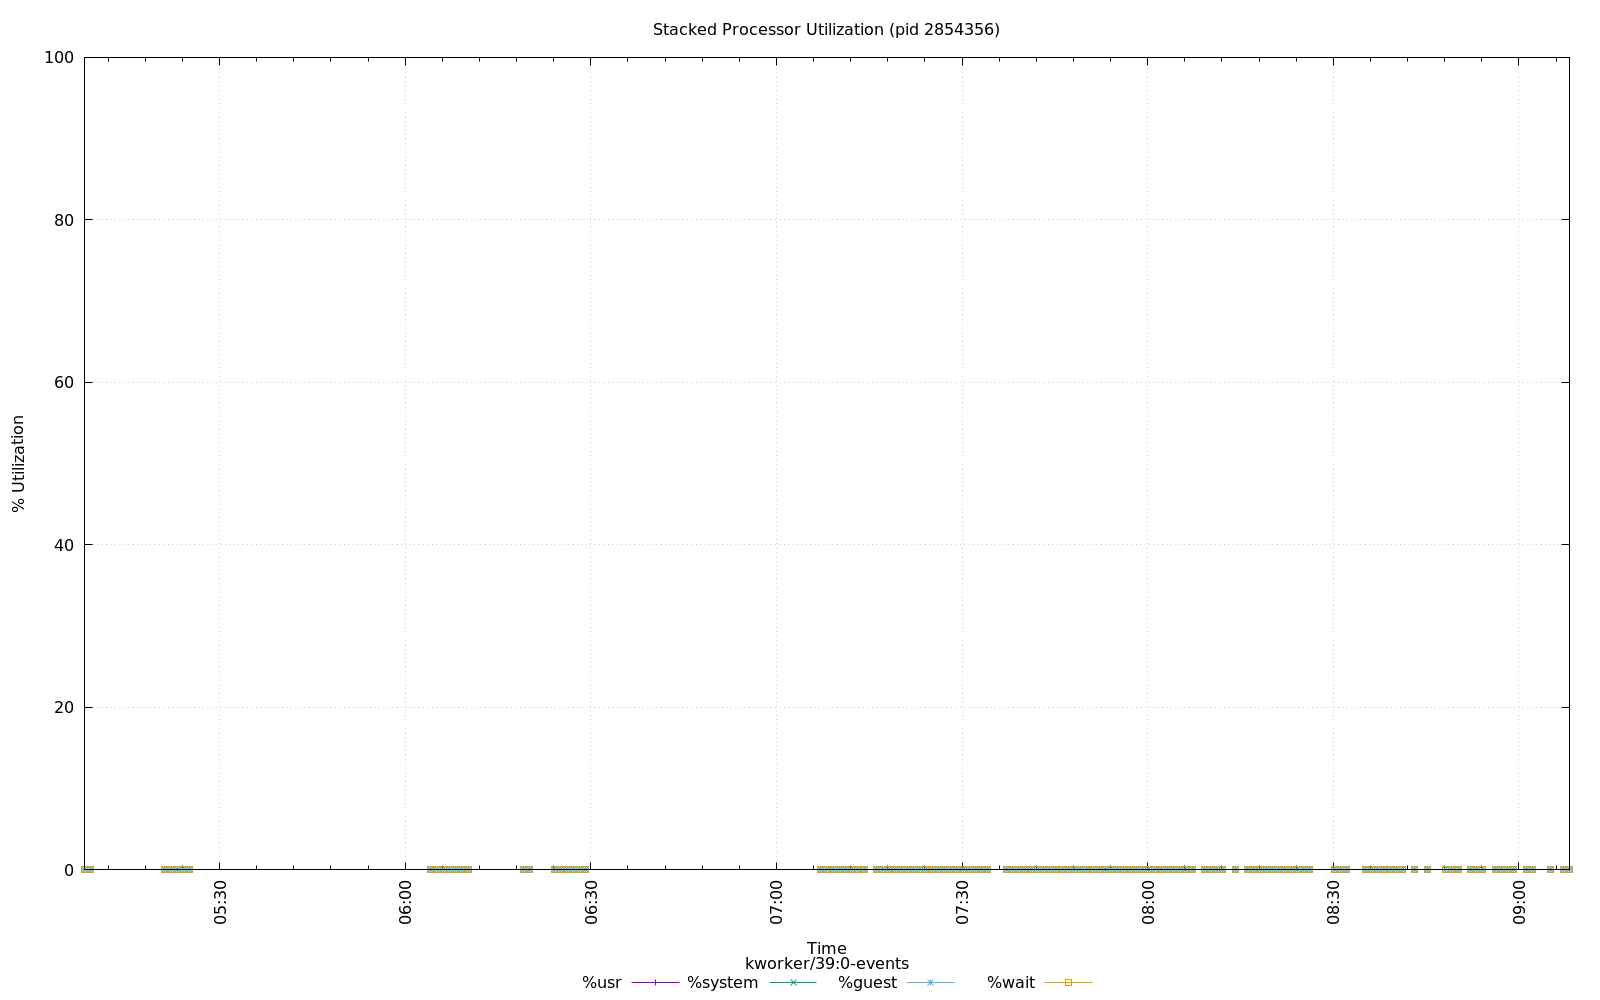 Stacked Processor Utilization (pid 2854356)
100
80
60
40
20
0
% Utilization
05:30
06:00
06:30
07:00
07:30
08:00
08:30
09:00
Time
kworker/39:0-events
%usr %system %guest %wait